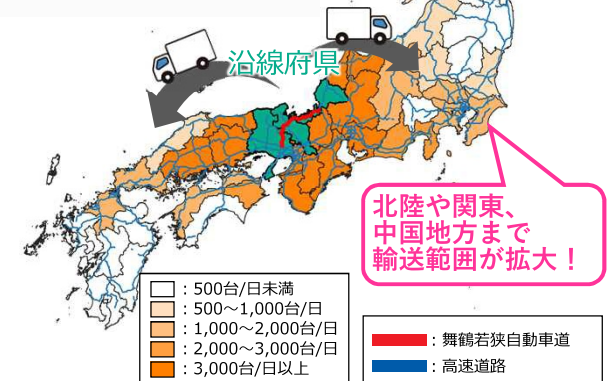 沿線府県
北陸や関東、
中国地方まで
輸送範囲が拡大！
：500台/日未満
：500～1,000台/日
：1,000～2,000台/日
：2,000～3,000台/日
：3,000台/日以上
：舞鶴若狭自動車道
：高速道路